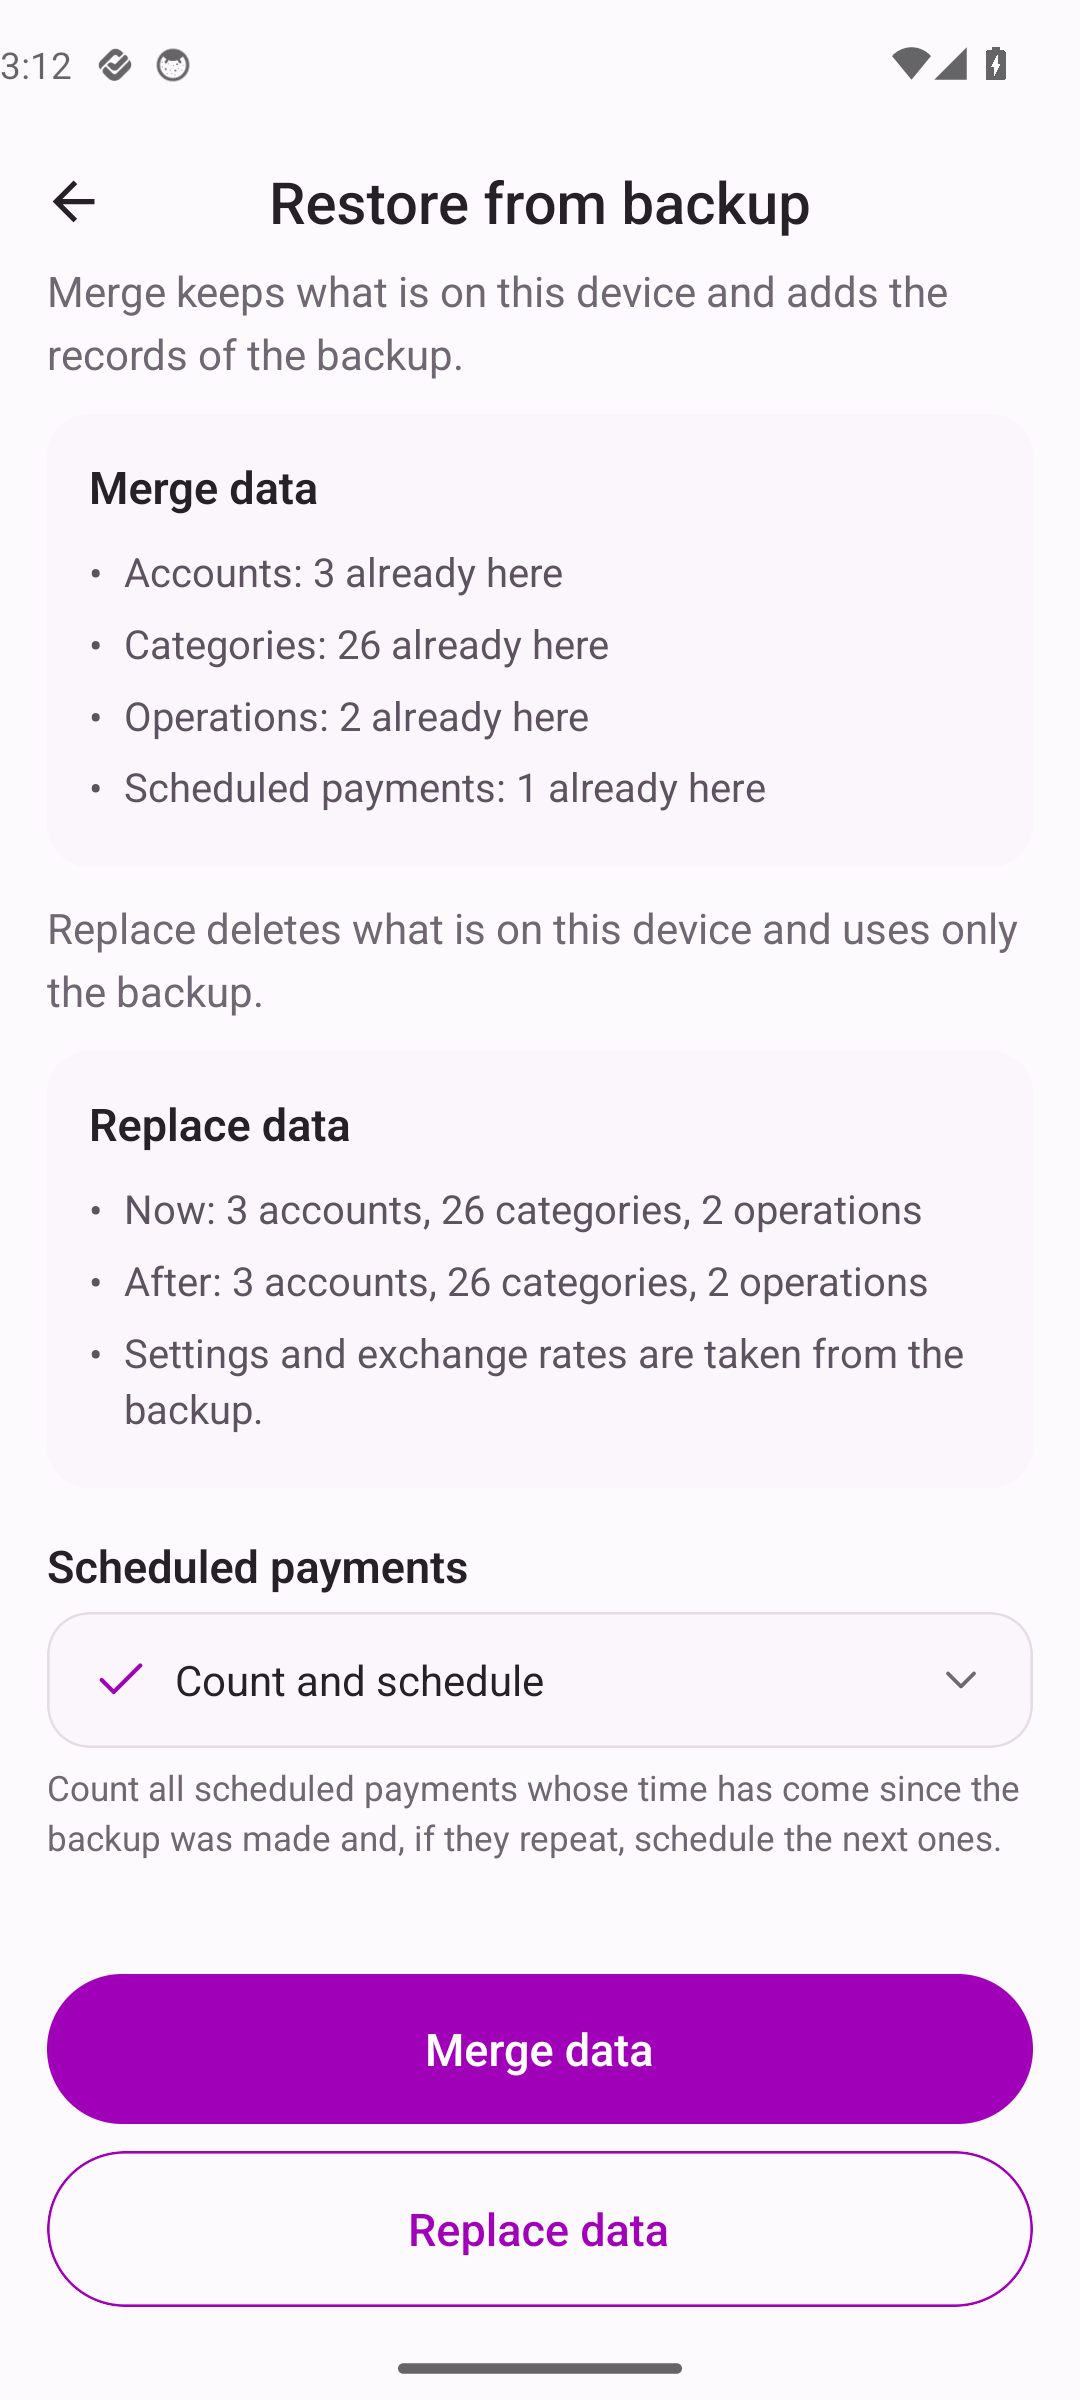 3:12
Restore from backup
Merge keeps what is on this device and adds the
records of the backup.
Merge data
• Accounts: 3 already here
• Categories: 26 already here
• Operations: 2 already here
• Scheduled payments: 1 already here
Replace deletes what is on this device and uses only
the backup.
Replace data
• Now: 3 accounts, 26 categories, 2 operations
• After: 3 accounts, 26 categories, 2 operations
• Settings and exchange rates are taken from the
backup.
Scheduled payments
Count and schedule
Count all scheduled payments whose time has come since the
backup was made and, if they repeat, schedule the next ones.
Merge data
Replace data